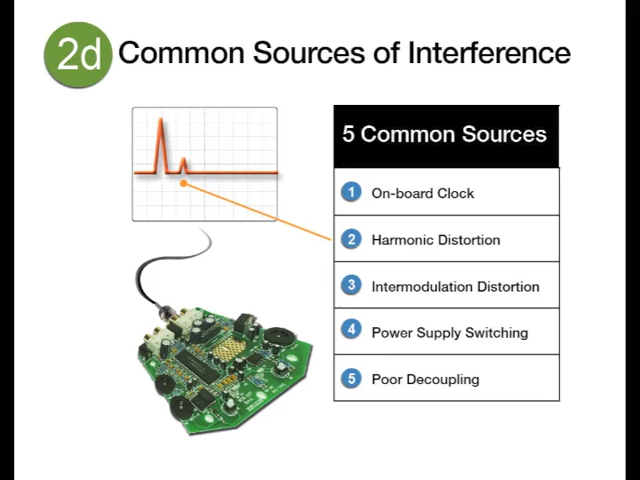 2d Common Sources of Interference
5 Common Sources
1 On-board Clock
2 Harmonic Distortion
3 Intermodulation Distortion
4 Power Supply Switching
5 Poor Decoupling